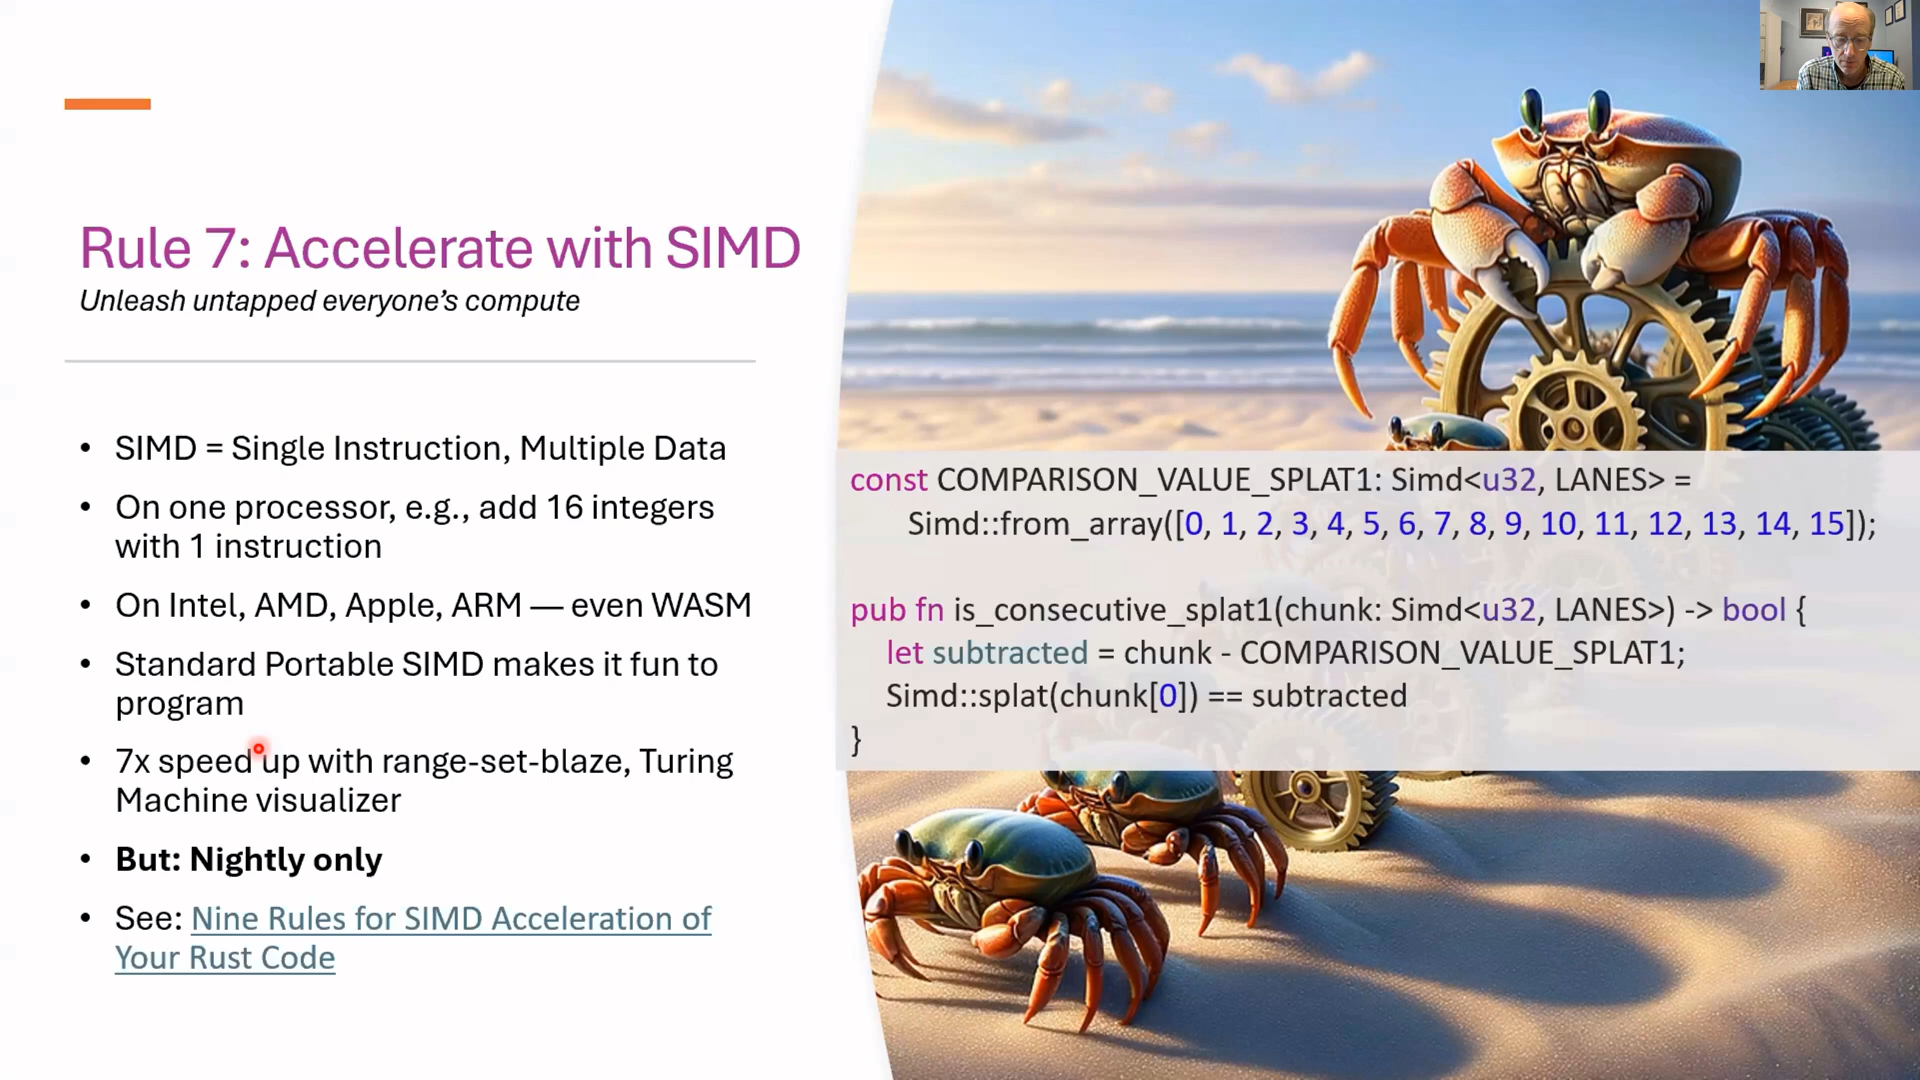 Rule 7: Accelerate with SIMD
Unleash untapped everyone’s compute
• SIMD = Single Instruction, Multiple Data
• On one processor, e.g., add 16 integers
with 1 instruction
• On Intel, AMD, Apple, ARM — even WASM
• Standard Portable SIMD makes it fun to
program
• 7x speed up with range-set-blaze, Turing
Machine visualizer
• But: Nightly only
• See: Nine Rules for SIMD Acceleration of
Your Rust Code
const COMPARISON_VALUE_SPLAT1: Simd<u32, LANES> =
Simd::from_array([0, 1, 2, 3, 4, 5, 6, 7, 8, 9, 10, 11, 12, 13, 14, 15]);
pub fn is_consecutive_splat1(chunk: Simd<u32, LANES>) -> bool {
let subtracted = chunk - COMPARISON_VALUE_SPLAT1;
Simd::splat(chunk[0]) == subtracted
}